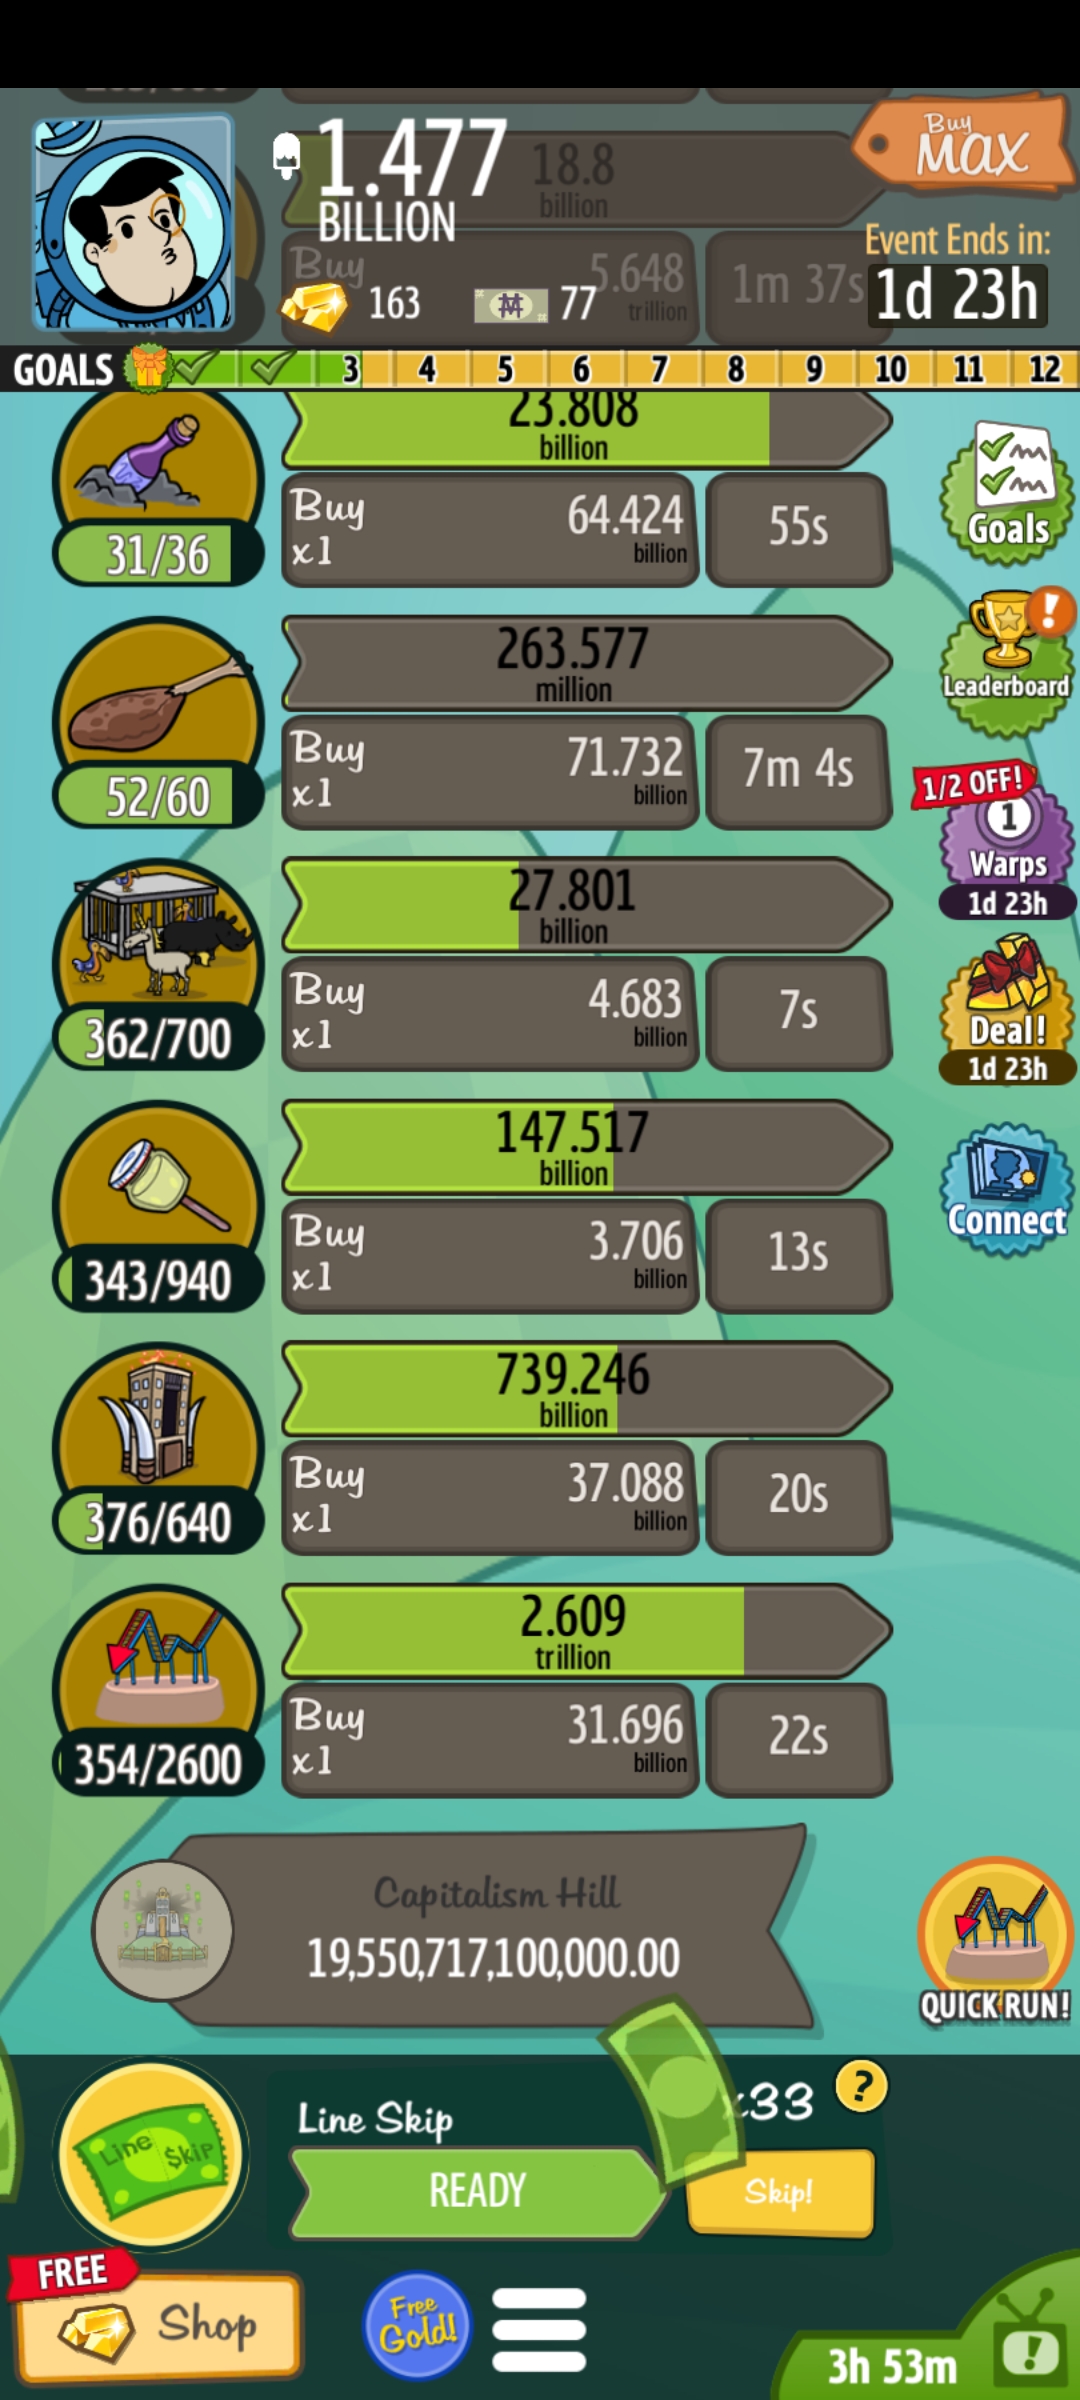 1.477
BILLION
18.8
billion
Buy
MAX
Buy
5.648
trillion
1m 37s
163
77
Event Ends in:
1d 23h
GOALS
3
4
5
6
7
8
9
10
11
12
23.808
billion
31/36
Buy
x1
64.424
billion
55s
Goals
263.577
million
52/60
Buy
x1
71.732
billion
7m 4s
Leaderboard
1/2 OFF!
1
Warps
1d 23h
27.801
billion
362/700
Buy
x1
4.683
billion
7s
Deal!
1d 23h
147.517
billion
343/940
Buy
x1
3.706
billion
13s
Connect
739.246
billion
376/640
Buy
x1
37.088
billion
20s
2.609
trillion
354/2600
Buy
x1
31.696
billion
22s
Capitalism Hill
19,550,717,100,000.00
QUICK RUN!
Line $kip
Line Skip
x33
?
READY
Skip!
FREE
Shop
Free
Gold!
3h 53m